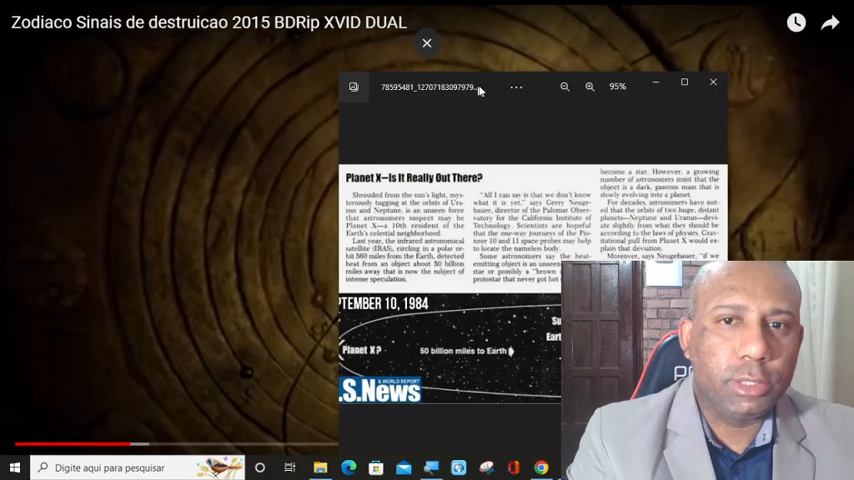 Zodiaco Sinais de destruicao 2015 BDRip XVID DUAL
78595481_12707183097979...
95%
Planet X—Is It Really Out There?
Shrouded from the sun's light, mys-
teriously tugging at the orbits of Ura-
nus and Neptune, is an unseen force
that astronomers suspect may be
Planet X—a 10th resident of the
Earth's celestial neighborhood.
Last year, the infrared astronomical
satellite (IRAS), circling in a polar or-
bit 560 miles from the Earth, detected
heat from an object about 50 billion
miles away that is now the subject of
intense speculation.
"All I can say is that we don't know
what it is yet," says Gerry Neuge-
bauer, director of the Palomar Obser-
vatory for the California Institute of
Technology. Scientists are hopeful
that the one-way journeys of the Pio-
neer 10 and 11 space probes may help
to locate the nameless body.
Some astronomers say the heat-
emitting object is an unseen
star or possibly a "brown
protostar that never got hot
become a star. However, a growing
number of astronomers insist that the
object is a dark, gaseous mass that is
slowly evolving into a planet.
For decades, astronomers have not-
ed that the orbits of two huge, distant
planets—Neptune and Uranus—devi-
ate slightly from what they should be
according to the laws of physics. Grav-
itational pull from Planet X would ex-
plain that deviation.
Moreover, says Neugebauer, "if we
PTEMBER 10, 1984
Su
Eart
Planet X?
50 billion miles to Earth
.S.News
& WORLD REPORT
Digite aqui para pesquisar